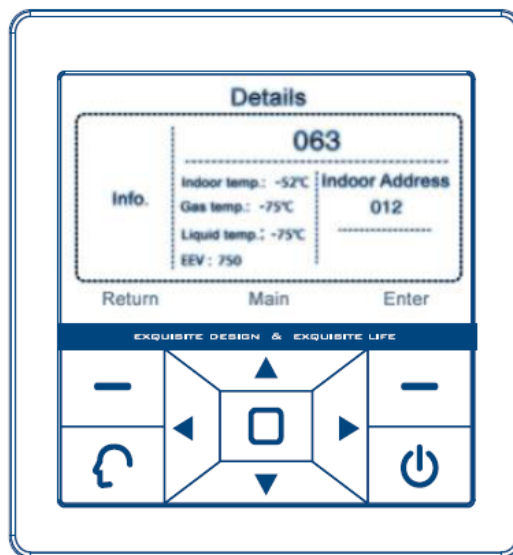 Details
063
Info.
Indoor temp.: -52℃
Gas temp.: -75℃
Liquid temp.: -75℃
EEV : 750
Indoor Address
012
Return Main Enter
EXQUISITE DESIGN & EXQUISITE LIFE